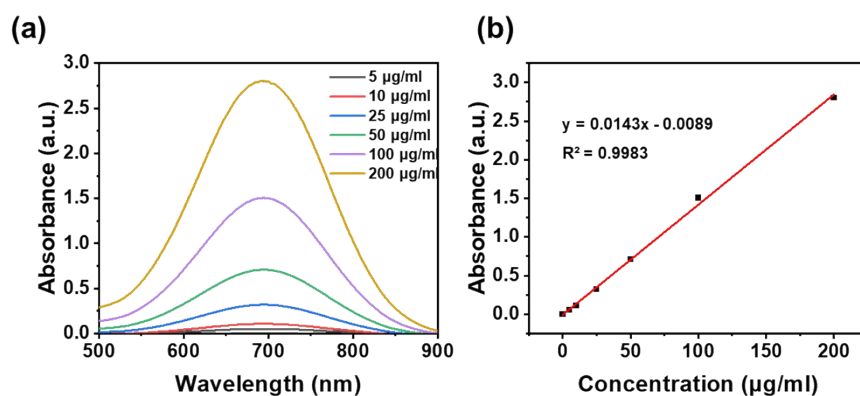 (a)
Absorbance (a.u.)
3.0
2.5
2.0
1.5
1.0
0.5
0.0
500
600
700
800
900
Wavelength (nm)
5 µg/ml
10 µg/ml
25 µg/ml
50 µg/ml
100 µg/ml
200 µg/ml
(b)
Absorbance (a.u.)
3.0
2.5
2.0
1.5
1.0
0.5
0.0
0
50
100
150
200
Concentration (µg/ml)
y = 0.0143x - 0.0089
R² = 0.9983